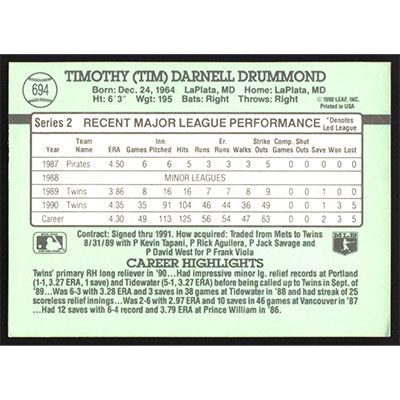 694
TIMOTHY (TIM) DARNELL DRUMMOND
Born: Dec. 24, 1964 LaPlata, MD Home: LaPlata, MD
Ht: 6'3" Wgt: 195 Bats: Right Throws: Right
© 1990 LEAF, INC.
Printed in USA
Series 2 RECENT MAJOR LEAGUE PERFORMANCE *Denotes Led League
Year Team Name ERA Games Inn. Pitched Hits Runs Er. Runs Walks Strike Outs Comp. Games Shut Outs Save Won Lost
1987 Pirates 4.50 6 6 5 3 3 3 5 0 0 0 0 0
1988 MINOR LEAGUES
1989 Twins 3.86 8 16 16 7 7 8 9 0 0 1 0 0
1990 Twins 4.35 35 91 104 46 44 36 49 0 0 1 3 5
Career 4.30 49 113 125 56 54 47 63 0 0 2 3 5
Contract: Signed thru 1991. How acquired: Traded from Mets to Twins
8/31/89 with P Kevin Tapani, P Rick Aguilera, P Jack Savage and
P David West for P Frank Viola
MLB
CAREER HIGHLIGHTS
Twins' primary RH long reliever in '90...Had impressive minor lg. relief records at Portland
(1-1, 3.27 ERA, 1 save) and Tidewater (5-1, 3.27 ERA) before being called up to Twins in Sept. of
'89...Was 6-3 with 3.28 ERA and 3 saves in 38 games at Tidewater in '88 and had streak of 25
scoreless relief innings...Was 2-6 with 2.97 ERA and 10 saves in 46 games at Vancouver in '87
...Had 12 saves with 6-4 record and 3.79 ERA at Prince William in '86.